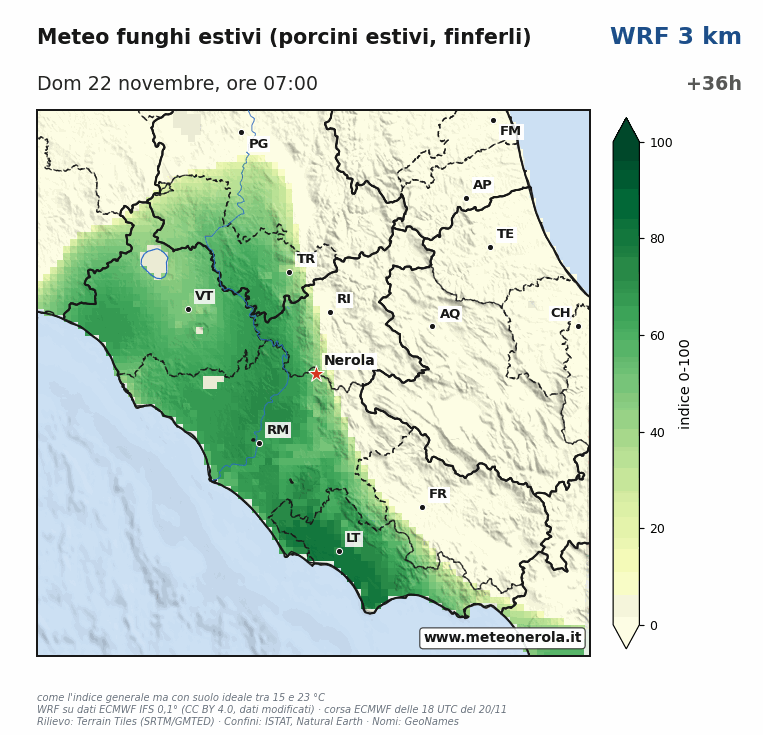 Meteo funghi estivi (porcini estivi, finferli)
WRF 3 km
Dom 22 novembre, ore 07:00
+36h
FM
PG
AP
TE
TR
VT
RI
AQ
CH
Nerola
RM
FR
LT
www.meteonerola.it
100
80
60
40
20
0
indice 0-100
come l'indice generale ma con suolo ideale tra 15 e 23 °C
WRF su dati ECMWF IFS 0,1° (CC BY 4.0, dati modificati) · corsa ECMWF delle 18 UTC del 20/11
Rilievo: Terrain Tiles (SRTM/GMTED) · Confini: ISTAT, Natural Earth · Nomi: GeoNames